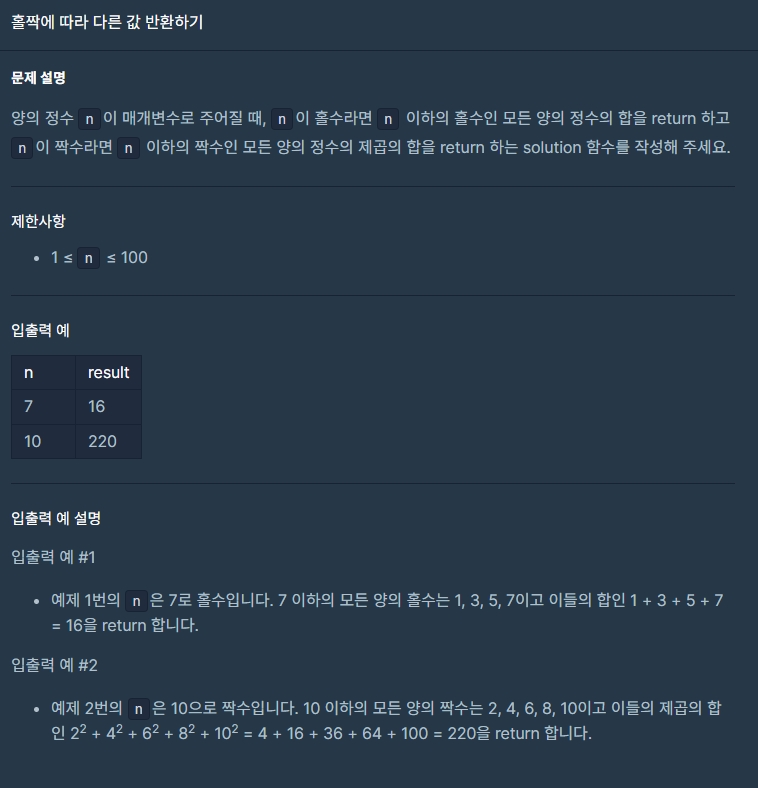 홀짝에 따라 다른 값 반환하기
문제 설명
양의 정수 n이 매개변수로 주어질 때, n이 홀수라면 n 이하의 홀수인 모든 양의 정수의 합을 return 하고
n이 짝수라면 n 이하의 짝수인 모든 양의 정수의 제곱의 합을 return 하는 solution 함수를 작성해 주세요.
제한사항
• 1 ≤ n ≤ 100
입출력 예
n result
7 16
10 220
입출력 예 설명
입출력 예 #1
• 예제 1번의 n은 7로 홀수입니다. 7 이하의 모든 양의 홀수는 1, 3, 5, 7이고 이들의 합인 1 + 3 + 5 + 7
= 16을 return 합니다.
입출력 예 #2
• 예제 2번의 n은 10으로 짝수입니다. 10 이하의 모든 양의 짝수는 2, 4, 6, 8, 10이고 이들의 제곱의 합
인 2² + 4² + 6² + 8² + 10² = 4 + 16 + 36 + 64 + 100 = 220을 return 합니다.